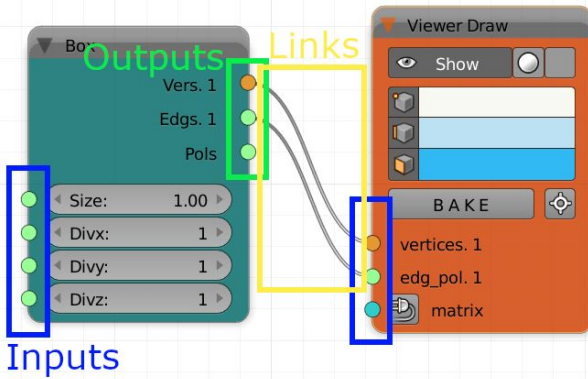 Box
Outputs
Links
Viewer Draw
Vers. 1
Edgs. 1
Pols
Size: 1.00
Divx: 1
Divy: 1
Divz: 1
Inputs
Show
BAKE
vertices. 1
edg_pol. 1
matrix